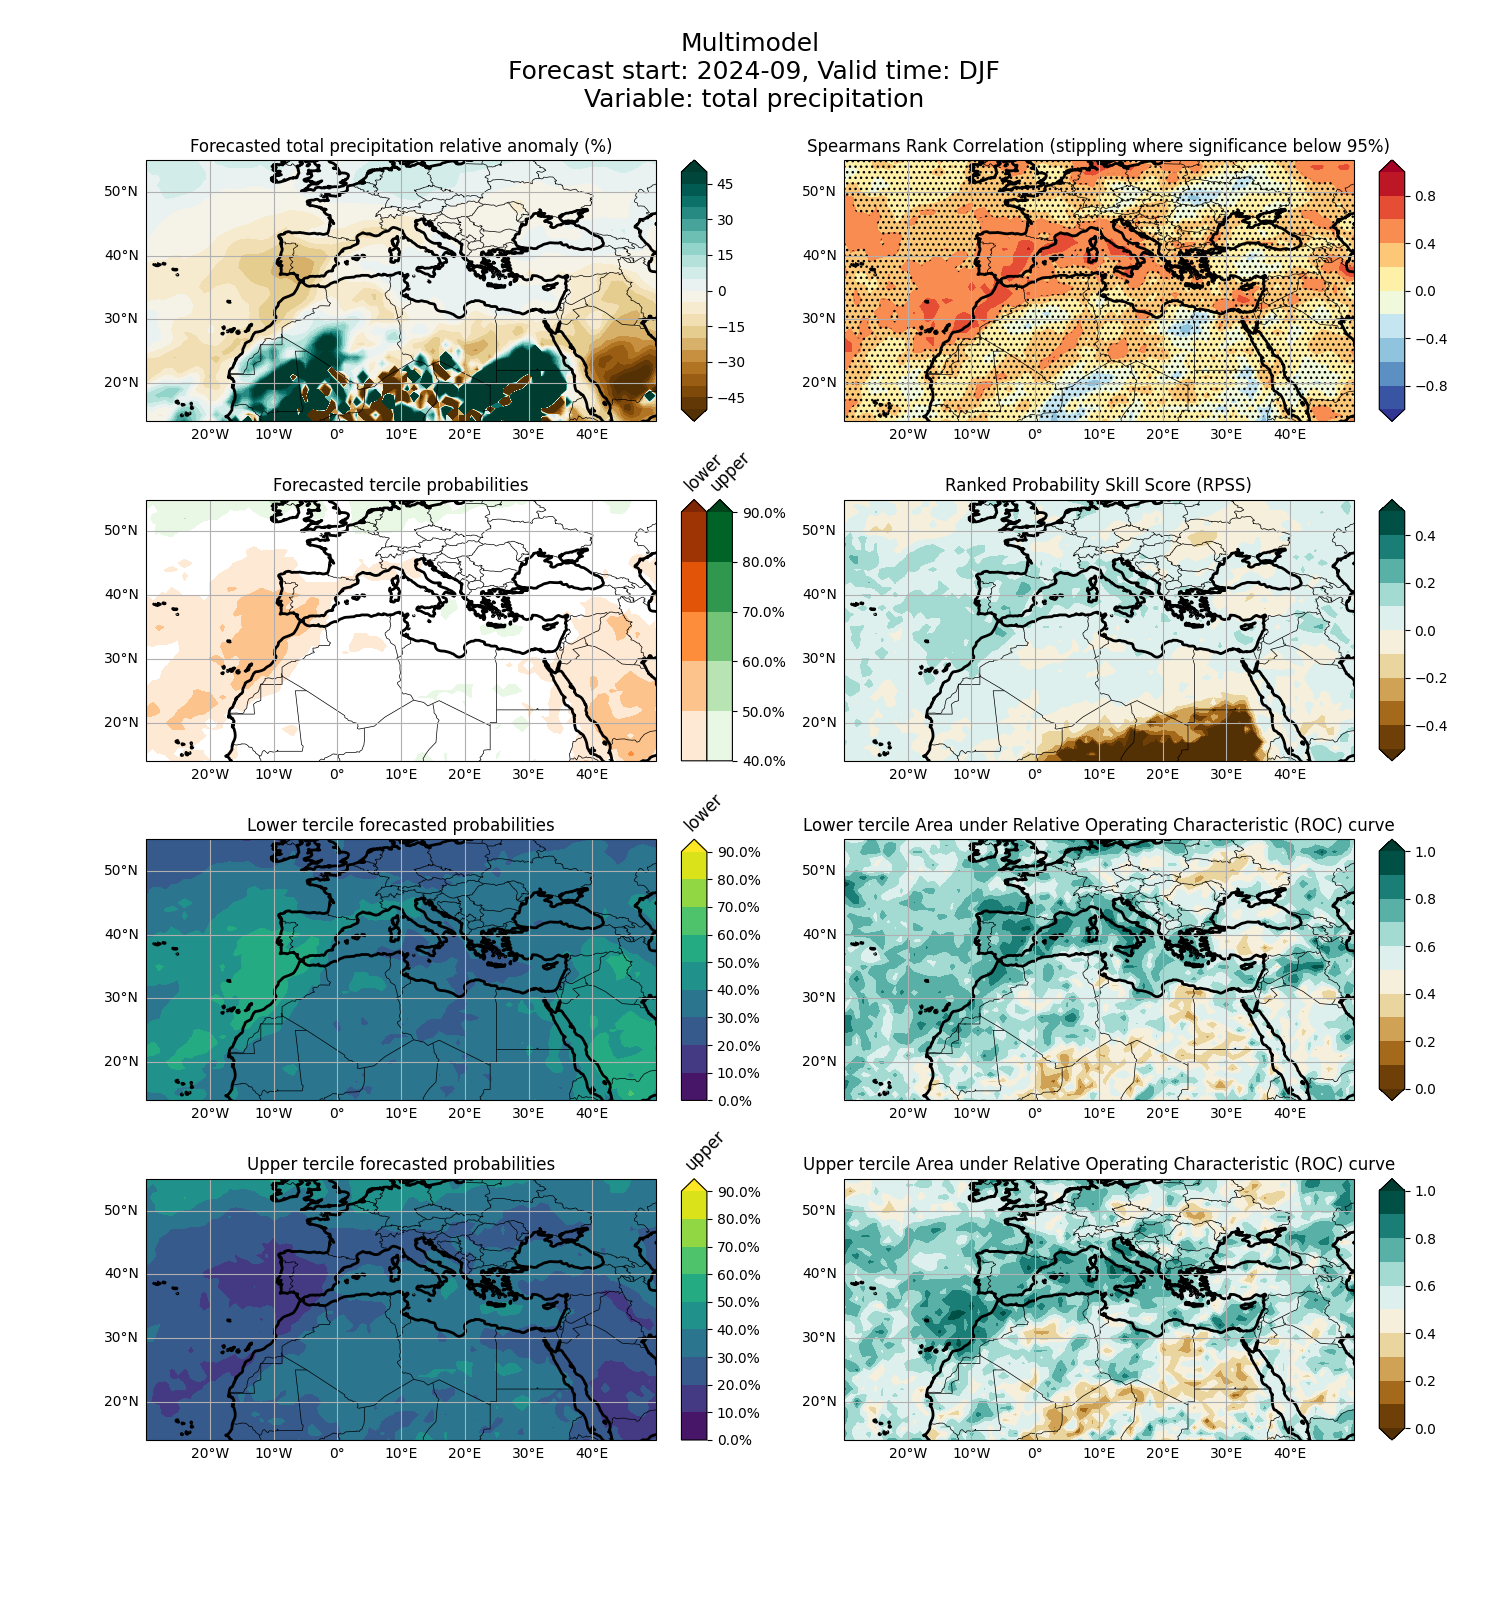 Multimodel
Forecast start: 2024-09, Valid time: DJF
Variable: total precipitation
Forecasted total precipitation relative anomaly (%)
50°N
40°N
30°N
20°N
20°W 10°W 0° 10°E 20°E 30°E 40°E
45
30
15
0
−15
−30
−45
Spearmans Rank Correlation (stippling where significance below 95%)
50°N
40°N
30°N
20°N
20°W 10°W 0° 10°E 20°E 30°E 40°E
0.8
0.4
0.0
−0.4
−0.8
Forecasted tercile probabilities
lower upper
50°N
40°N
30°N
20°N
20°W 10°W 0° 10°E 20°E 30°E 40°E
90.0%
80.0%
70.0%
60.0%
50.0%
40.0%
Ranked Probability Skill Score (RPSS)
50°N
40°N
30°N
20°N
20°W 10°W 0° 10°E 20°E 30°E 40°E
0.4
0.2
0.0
−0.2
−0.4
Lower tercile forecasted probabilities
lower
50°N
40°N
30°N
20°N
20°W 10°W 0° 10°E 20°E 30°E 40°E
90.0%
80.0%
70.0%
60.0%
50.0%
40.0%
30.0%
20.0%
10.0%
0.0%
Lower tercile Area under Relative Operating Characteristic (ROC) curve
50°N
40°N
30°N
20°N
20°W 10°W 0° 10°E 20°E 30°E 40°E
1.0
0.8
0.6
0.4
0.2
0.0
Upper tercile forecasted probabilities
upper
50°N
40°N
30°N
20°N
20°W 10°W 0° 10°E 20°E 30°E 40°E
90.0%
80.0%
70.0%
60.0%
50.0%
40.0%
30.0%
20.0%
10.0%
0.0%
Upper tercile Area under Relative Operating Characteristic (ROC) curve
50°N
40°N
30°N
20°N
20°W 10°W 0° 10°E 20°E 30°E 40°E
1.0
0.8
0.6
0.4
0.2
0.0